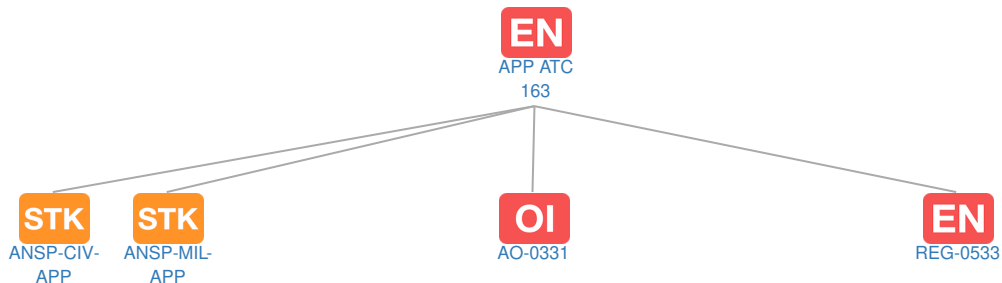 EN
APP ATC
163
STK
STK
OI
EN
ANSP-CIV-
APP
ANSP-MIL-
APP
AO-0331
REG-0533